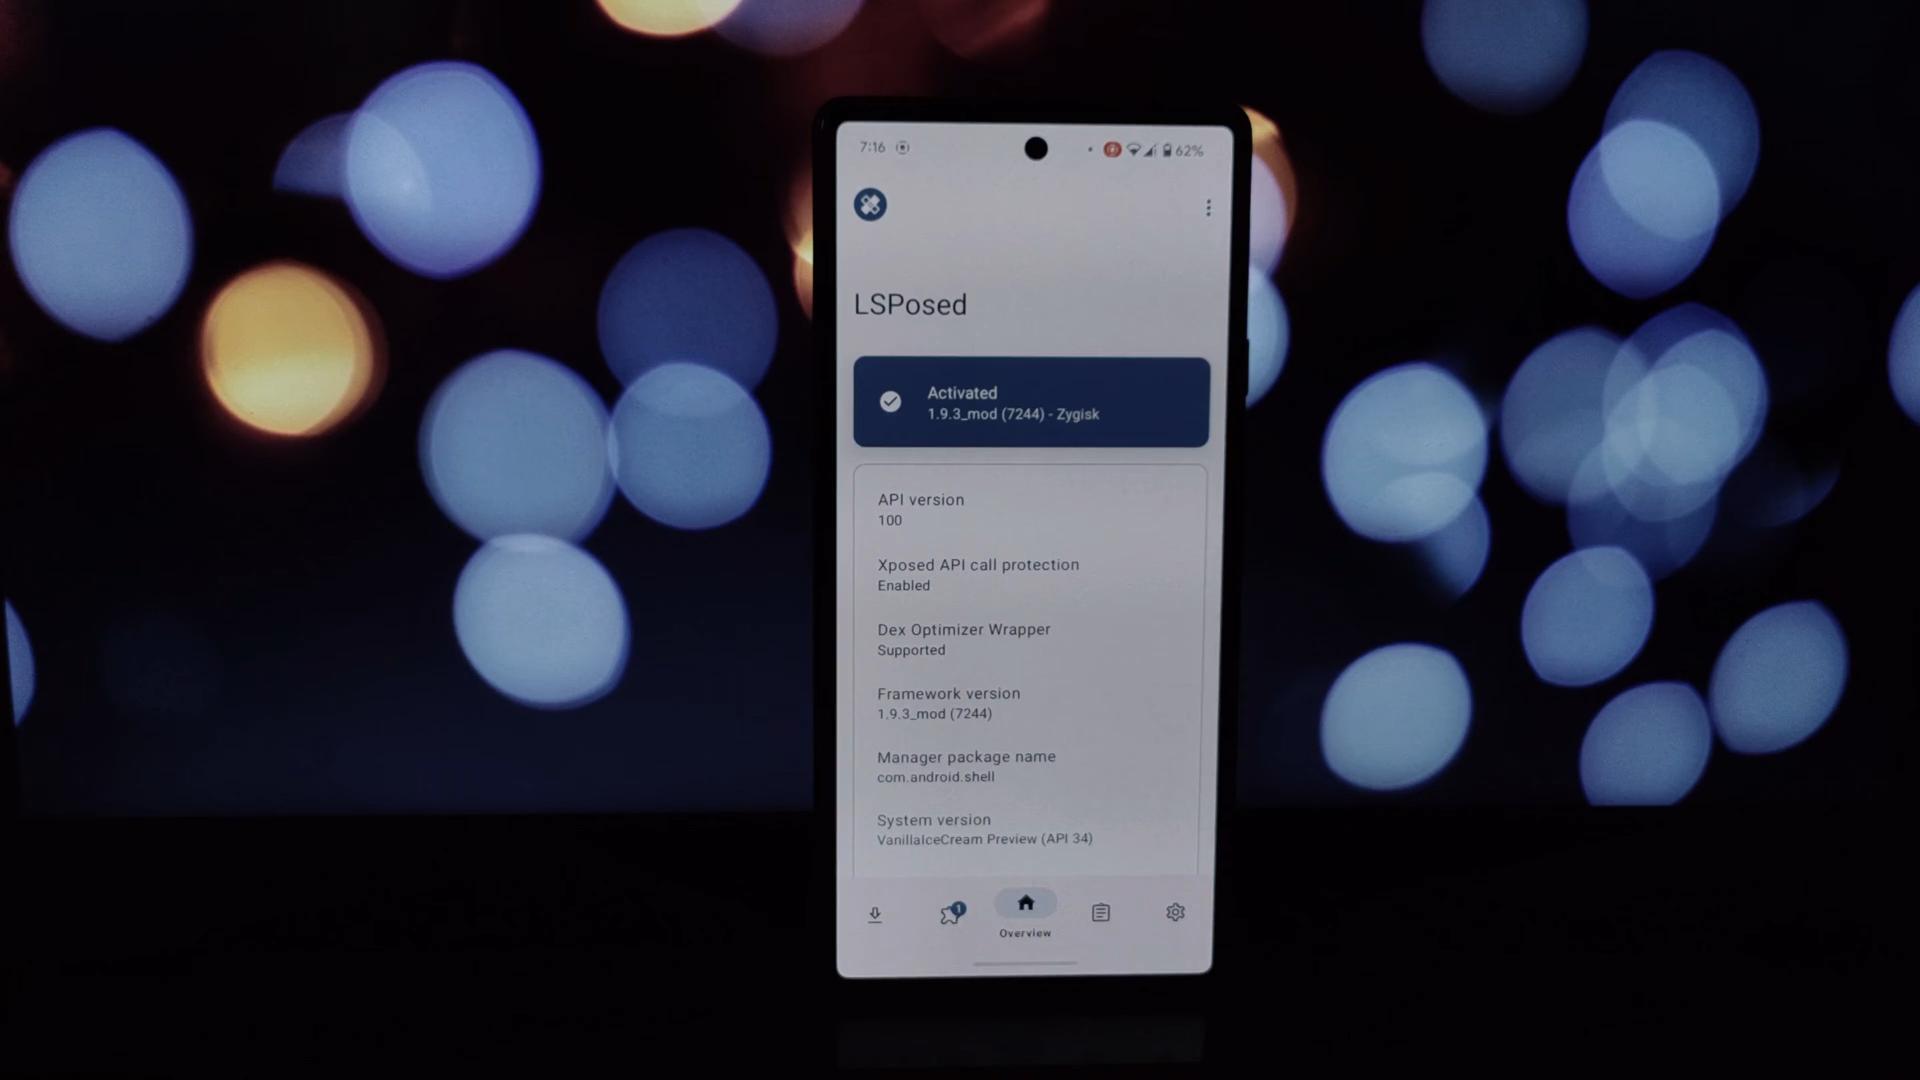 7:16
62%
LSPosed
Activated
1.9.3_mod (7244) - Zygisk
API version
100
Xposed API call protection
Enabled
Dex Optimizer Wrapper
Supported
Framework version
1.9.3_mod (7244)
Manager package name
com.android.shell
System version
VanillaIceCream Preview (API 34)
1
Overview